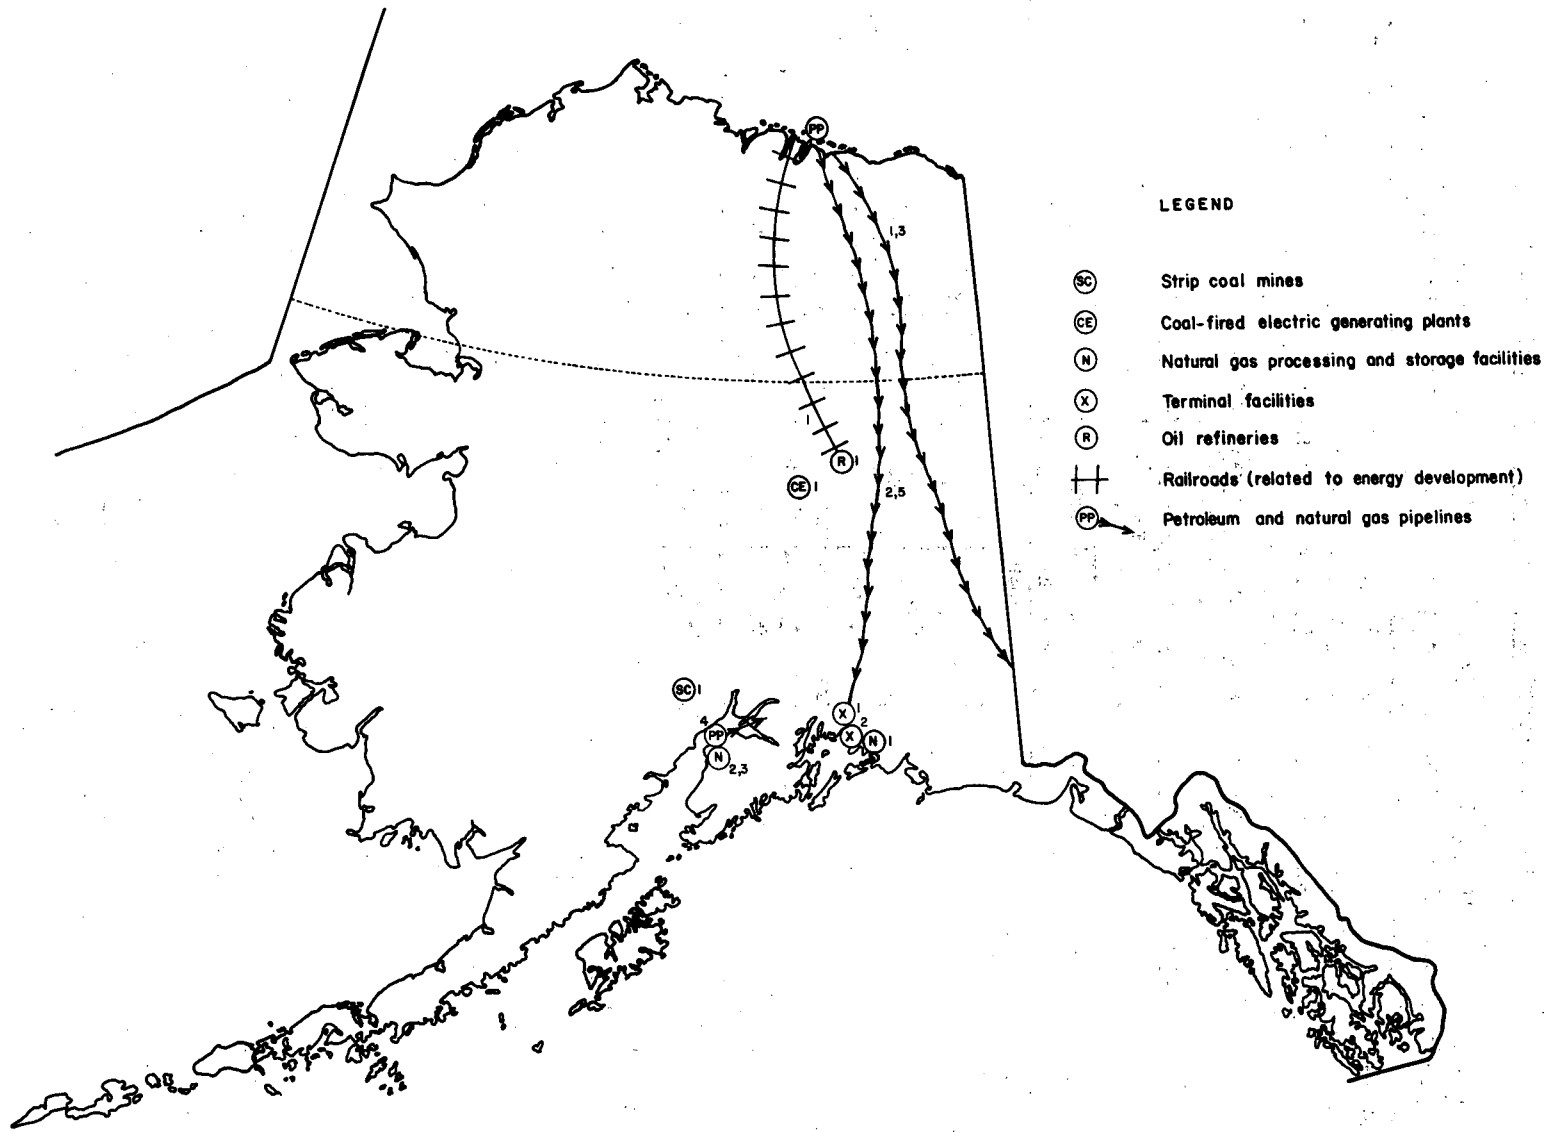 PP
LEGEND
1,3
SC Strip coal mines
CE Coal-fired electric generating plants
N Natural gas processing and storage facilities
X Terminal facilities
R Oil refineries
Railroads (related to energy development)
PP Petroleum and natural gas pipelines
1
R 1
CE 1
2,5
SC 1
X 1
4
PP
2
X
N 1
N
2,3